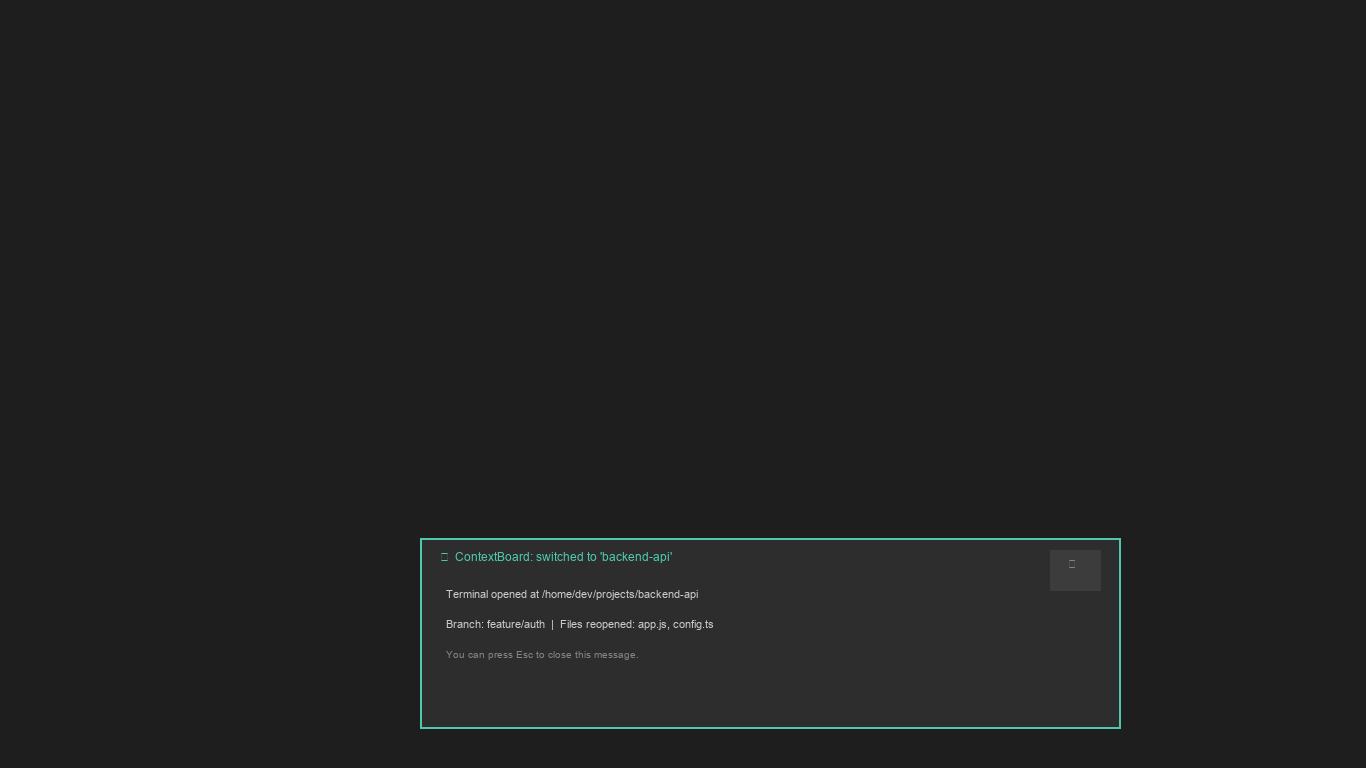 ContextBoard: switched to 'backend-api'
Terminal opened at /home/dev/projects/backend-api
Branch: feature/auth | Files reopened: app.js, config.ts
You can press Esc to close this message.